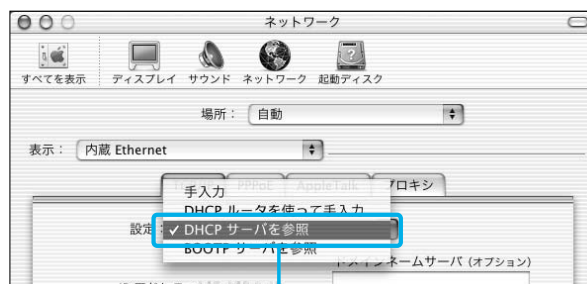 ネットワーク
すべてを表示 ディスプレイ サウンド ネットワーク 起動ディスク
場所： 自動
表示： 内蔵 Ethernet
PPPoE AppleTalk プロキシ
手入力
DHCP ルータを使って手入力
設定： ✓ DHCP サーバを参照
BOOTP サーバを参照
ドメインネームサーバ (オプション)